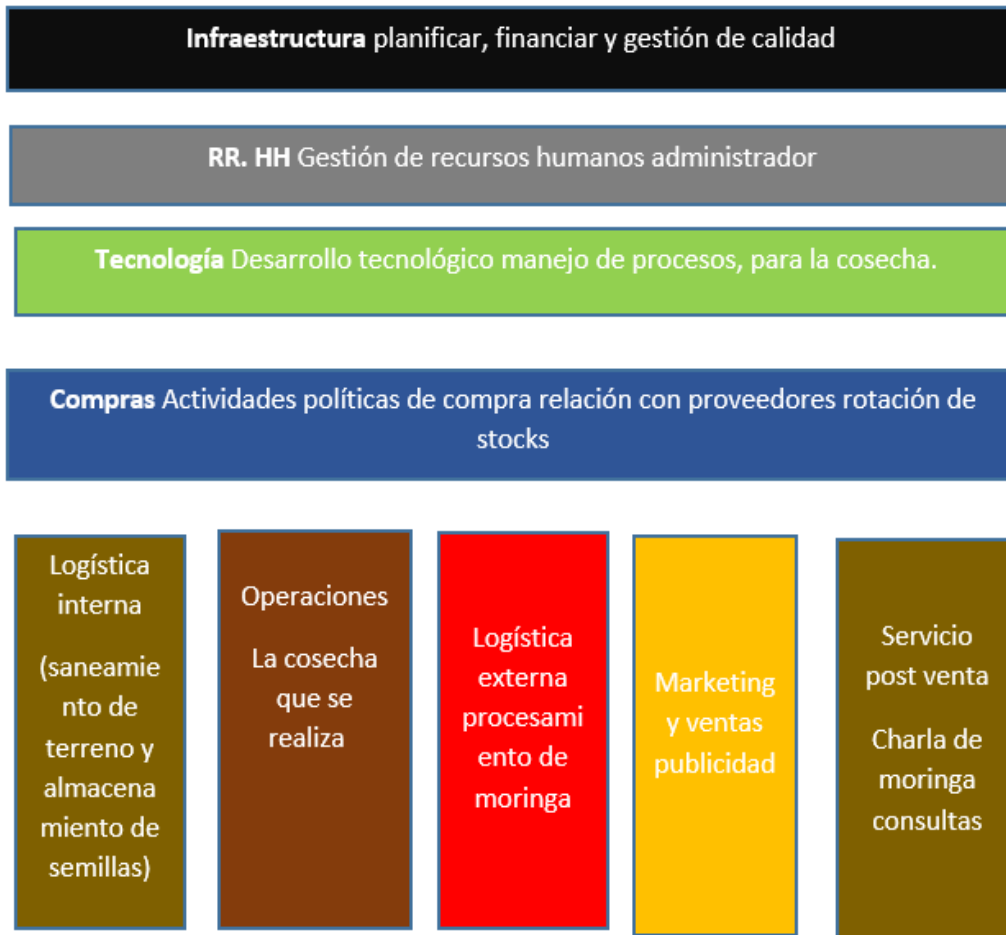 Infraestructura planificar, financiar y gestión de calidad
RR. HH Gestión de recursos humanos administrador
Tecnología Desarrollo tecnológico manejo de procesos, para la cosecha.
Compras Actividades políticas de compra relación con proveedores rotación de
stocks
Logística
interna
(saneamie
nto de
terreno y
almacena
miento de
semillas)
Operaciones
La cosecha
que se
realiza
Logística
externa
procesami
ento de
moringa
Marketing
y ventas
publicidad
Servicio
post venta
Charla de
moringa
consultas